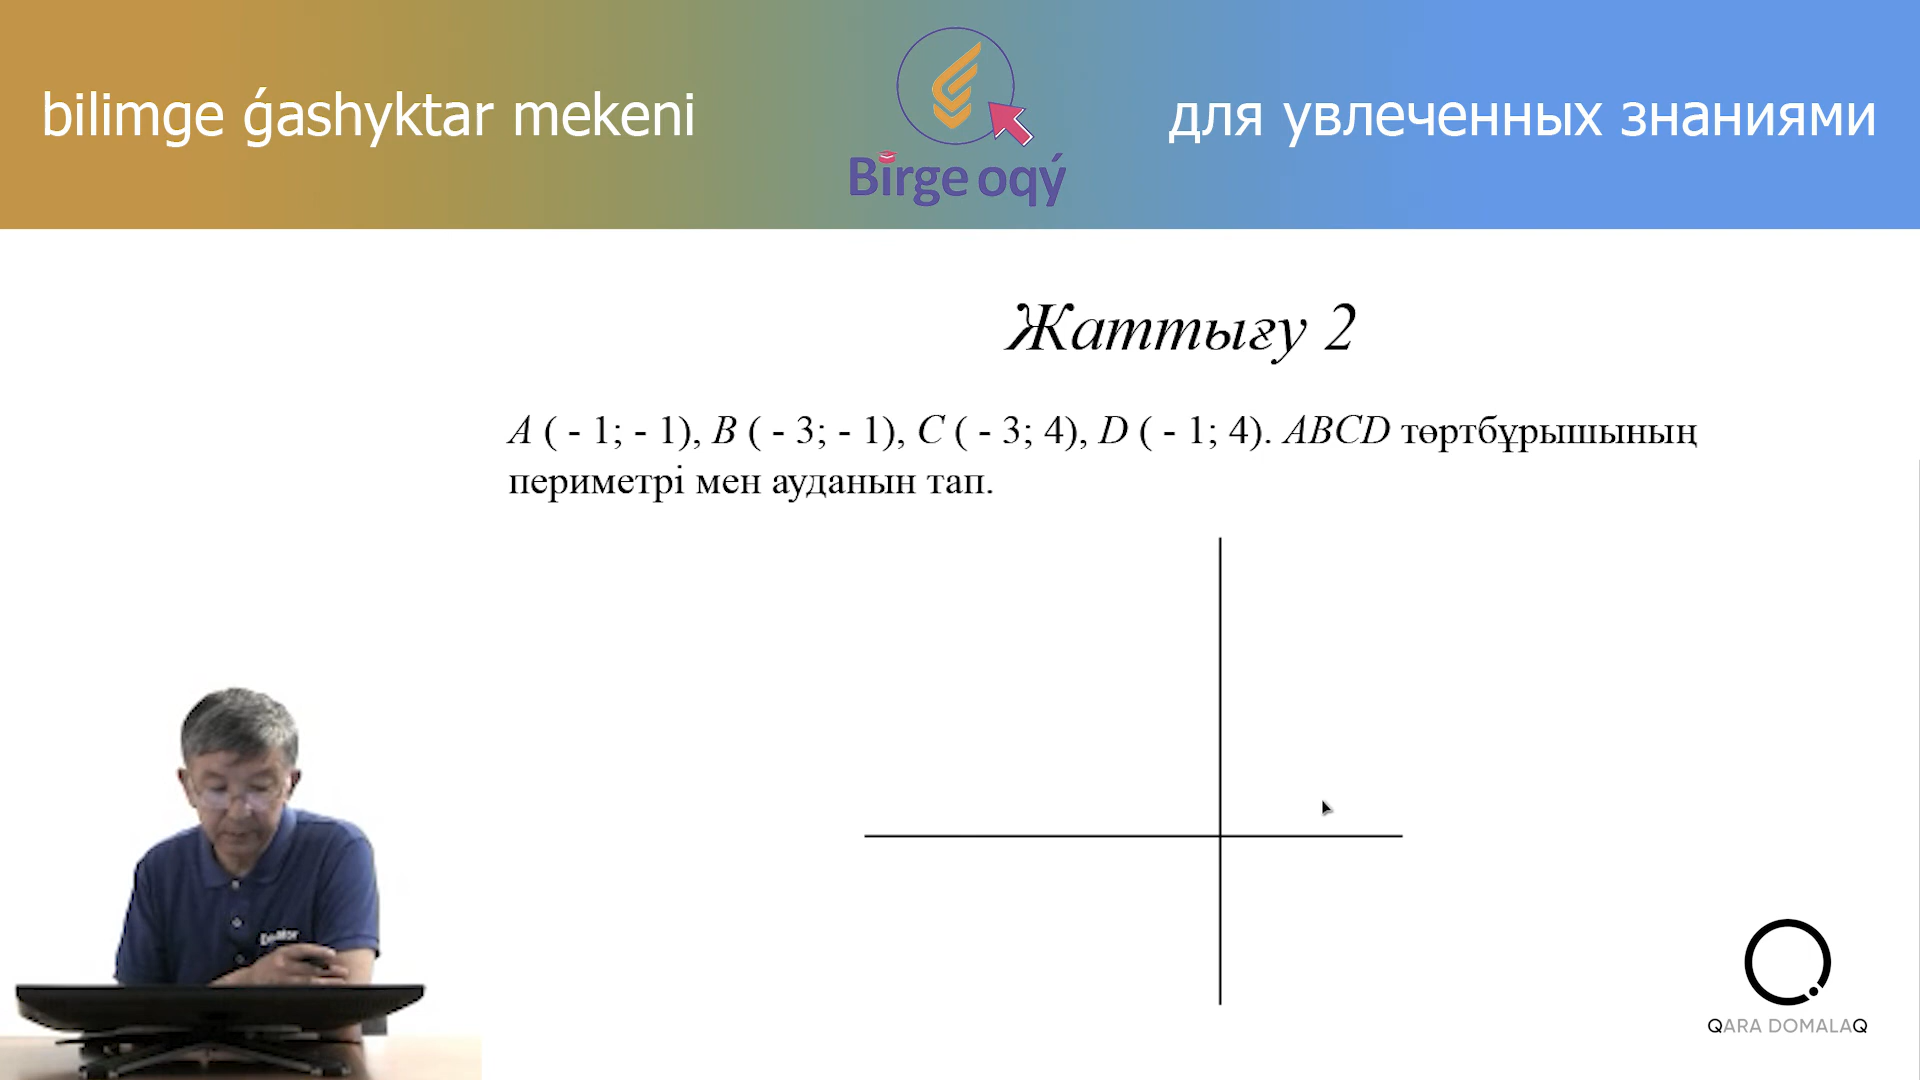 bilimge ǵashyktar mekeni
Birge oqý
для увлеченных знаниями
Жаттығу 2
A ( - 1; - 1), B ( - 3; - 1), C ( - 3; 4), D ( - 1; 4). ABCD төртбұрышының
периметрі мен ауданын тап.
QARA DOMALAQ